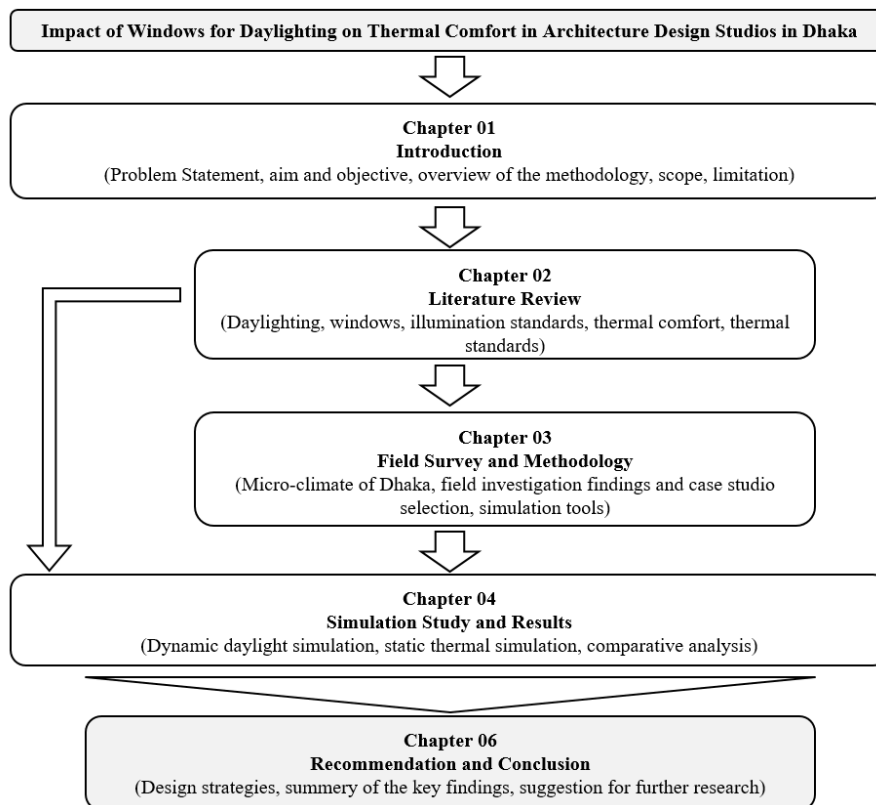 Impact of Windows for Daylighting on Thermal Comfort in Architecture Design Studios in Dhaka
Chapter 01
Introduction
(Problem Statement, aim and objective, overview of the methodology, scope, limitation)
Chapter 02
Literature Review
(Daylighting, windows, illumination standards, thermal comfort, thermal
standards)
Chapter 03
Field Survey and Methodology
(Micro-climate of Dhaka, field investigation findings and case studio
selection, simulation tools)
Chapter 04
Simulation Study and Results
(Dynamic daylight simulation, static thermal simulation, comparative analysis)
Chapter 06
Recommendation and Conclusion
(Design strategies, summery of the key findings, suggestion for further research)